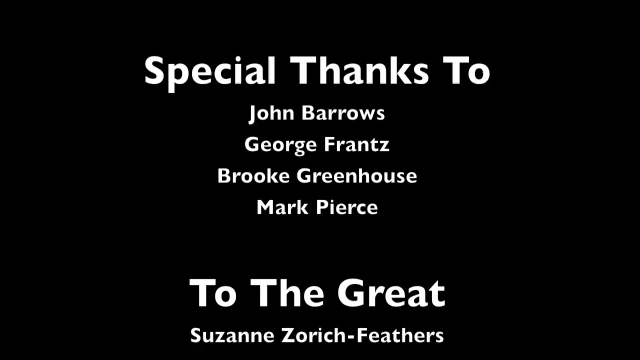 Special Thanks To
John Barrows
George Frantz
Brooke Greenhouse
Mark Pierce
To The Great
Suzanne Zorich-Feathers